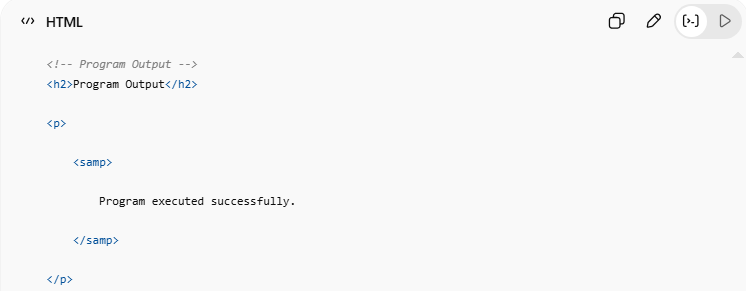 HTML
<!-- Program Output -->
<h2>Program Output</h2>
<p>
<samp>
Program executed successfully.
</samp>
</p>